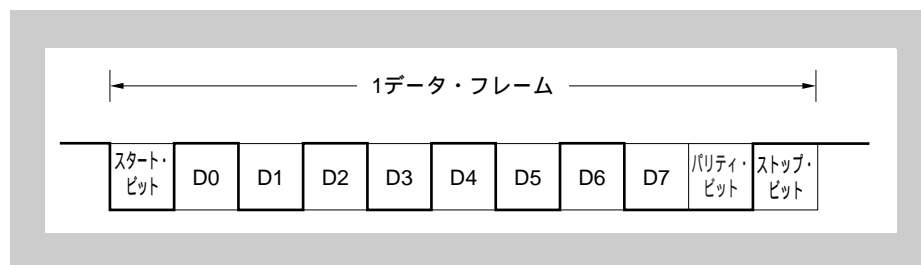 1データ・フレーム
スタート・
ビット
D0 D1 D2 D3 D4 D5 D6 D7
パリティ・
ビット
ストップ・
ビット